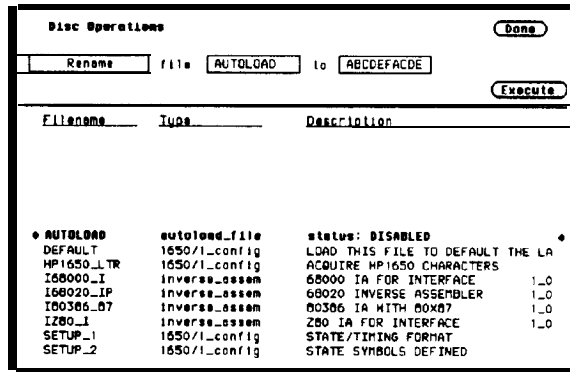 Disc Operations
Done
Rename file AUTOLOAD to ABCDEFACDE
Execute
Filename Type Description
AUTOLOAD autoload_file status: DISABLED
DEFAULT 1650/1_config LOAD THIS FILE TO DEFAULT THE LA
HP1650_LTR 1650/1_config ACQUIRE HP1650 CHARACTERS
I68000_I inverse_assem 68000 IA FOR INTERFACE 1_0
I68020_IP inverse_assem 68020 INVERSE ASSEMBLER 1_0
I80386_87 inverse_assem 80386 IA WITH 80X87 1_0
IZ80_I inverse_assem Z80 IA FOR INTERFACE 1_0
SETUP_1 1650/1_config STATE/TIMING FORMAT
SETUP_2 1650/1_config STATE SYMBOLS DEFINED